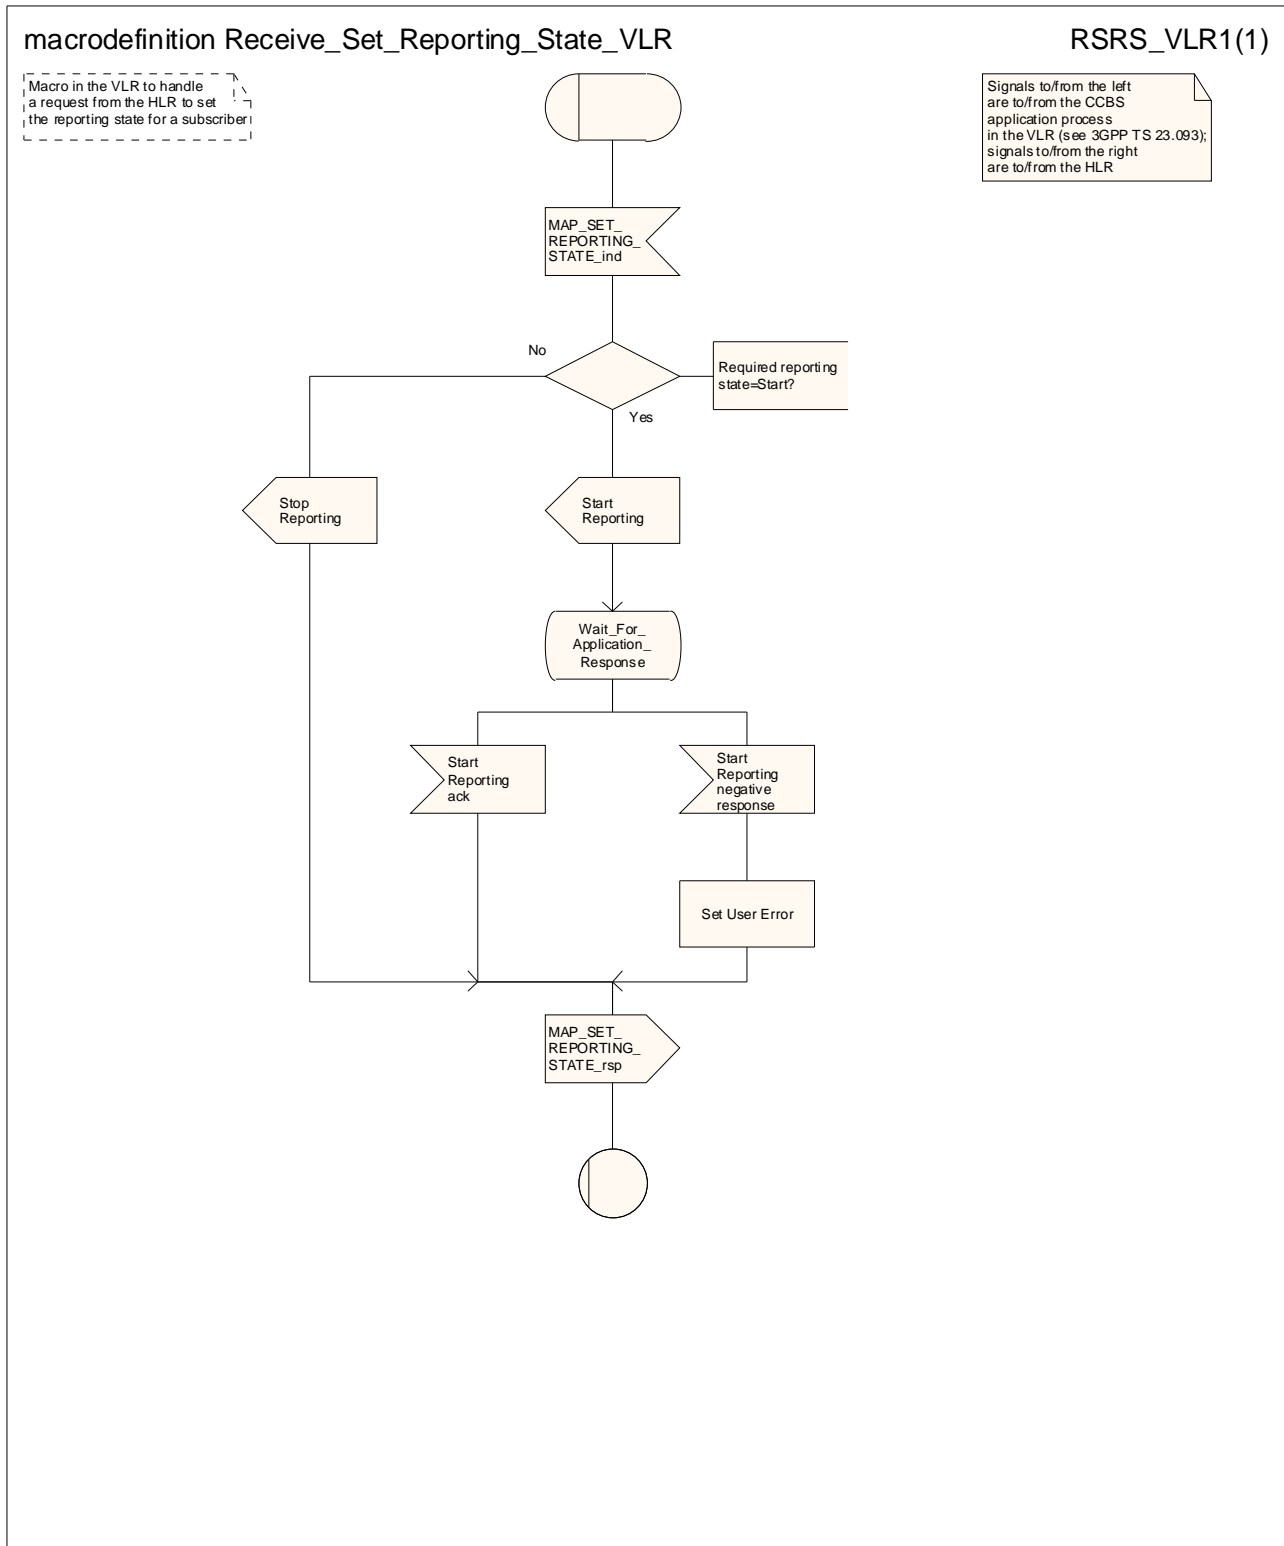 macrodefinition Receive_Set_Reporting_State_VLR
RSRS_VLR1(1)
Macro in the VLR to handle
a request from the HLR to set
the reporting state for a subscriber
Signals to/from the left
are to/from the CCBS
application process
in the VLR (see 3GPP TS 23.093);
signals to/from the right
are to/from the HLR
MAP_SET_
REPORTING_
STATE_ind
No
Required reporting
state=Start?
Yes
Stop
Reporting
Start
Reporting
Wait_For_
Application_
Response
Start
Reporting
ack
Start
Reporting
negative
response
Set User Error
MAP_SET_
REPORTING_
STATE_rsp